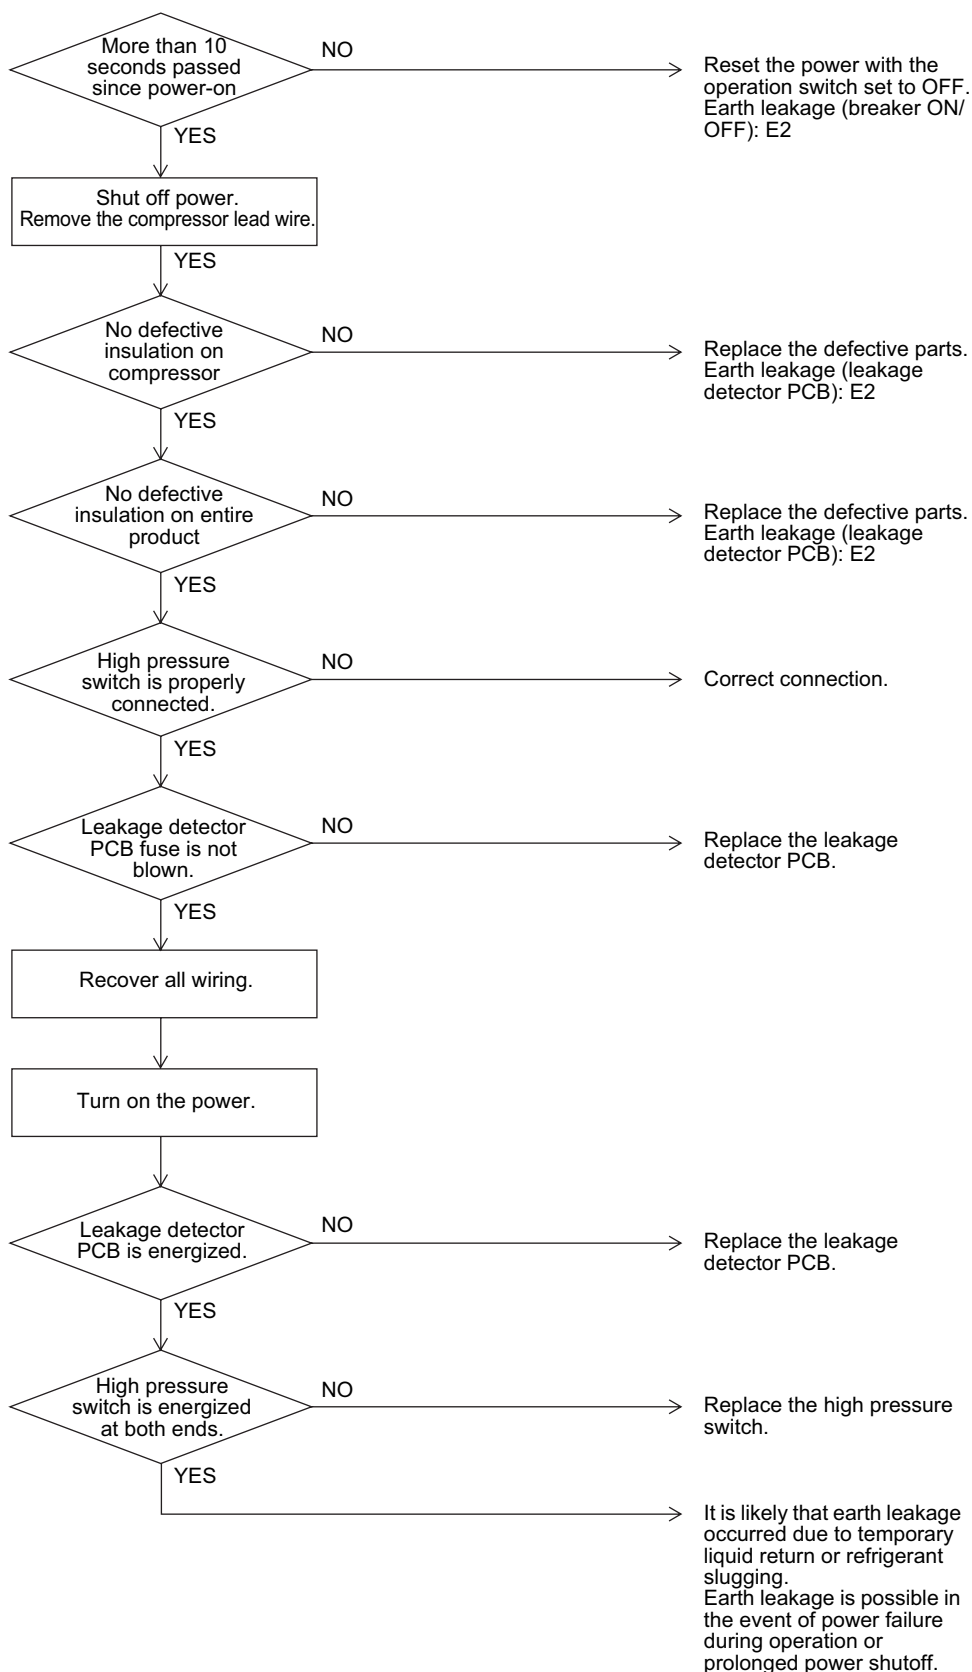 More than 10
seconds passed
since power-on
NO
Reset the power with the
operation switch set to OFF.
Earth leakage (breaker ON/
OFF): E2
YES
Shut off power.
Remove the compressor lead wire.
YES
No defective
insulation on
compressor
NO
Replace the defective parts.
Earth leakage (leakage
detector PCB): E2
YES
No defective
insulation on entire
product
NO
Replace the defective parts.
Earth leakage (leakage
detector PCB): E2
YES
High pressure
switch is properly
connected.
NO
Correct connection.
YES
Leakage detector
PCB fuse is not
blown.
NO
Replace the leakage
detector PCB.
YES
Recover all wiring.
Turn on the power.
Leakage detector
PCB is energized.
NO
Replace the leakage
detector PCB.
YES
High pressure
switch is energized
at both ends.
NO
Replace the high pressure
switch.
YES
It is likely that earth leakage
occurred due to temporary
liquid return or refrigerant
slugging.
Earth leakage is possible in
the event of power failure
during operation or
prolonged power shutoff.